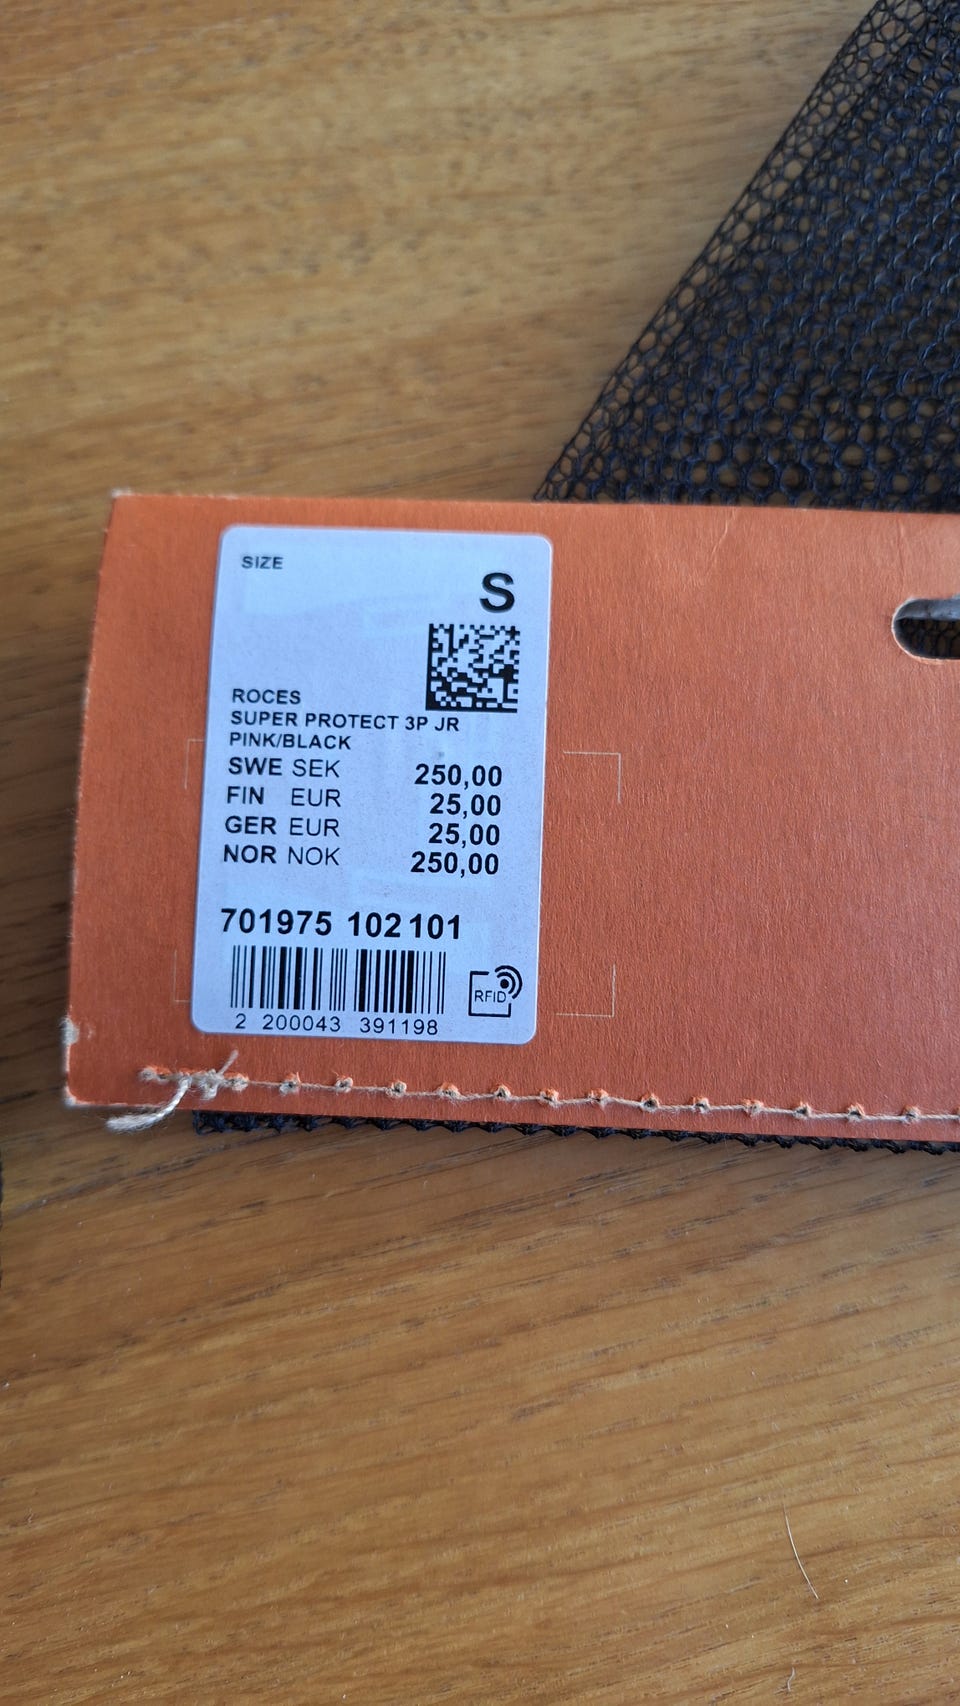 SIZE
S
ROCES
SUPER PROTECT 3P JR
PINK/BLACK
SWE SEK 250,00
FIN EUR 25,00
GER EUR 25,00
NOR NOK 250,00
701975 102101
RFID
2 200043 391198